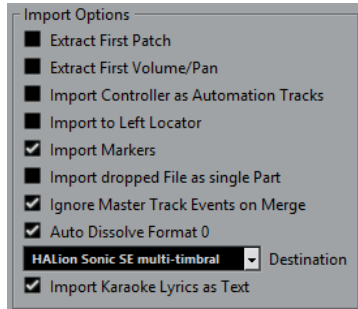 Import Options
Extract First Patch
Extract First Volume/Pan
Import Controller as Automation Tracks
Import to Left Locator
Import Markers
Import dropped File as single Part
Ignore Master Track Events on Merge
Auto Dissolve Format 0
HALion Sonic SE multi-timbral Destination
Import Karaoke Lyrics as Text